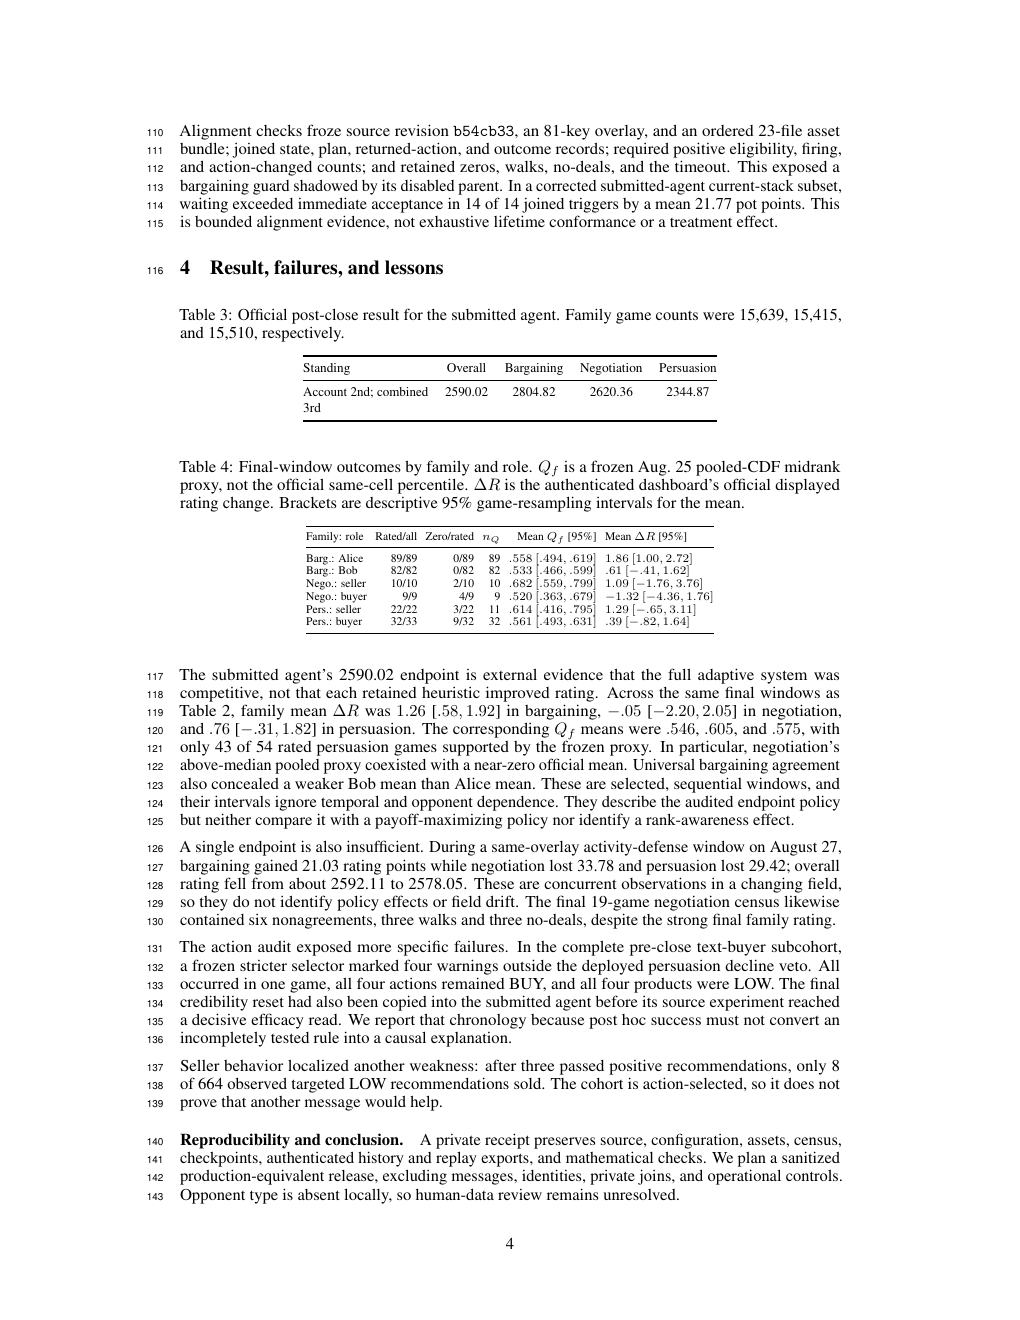 110 Alignment checks froze source revision b54cb33, an 81-key overlay, and an ordered 23-file asset
111 bundle; joined state, plan, returned-action, and outcome records; required positive eligibility, firing,
112 and action-changed counts; and retained zeros, walks, no-deals, and the timeout. This exposed a
113 bargaining guard shadowed by its disabled parent. In a corrected submitted-agent current-stack subset,
114 waiting exceeded immediate acceptance in 14 of 14 joined triggers by a mean 21.77 pot points. This
115 is bounded alignment evidence, not exhaustive lifetime conformance or a treatment effect.
116 4 Result, failures, and lessons
Table 3: Official post-close result for the submitted agent. Family game counts were 15,639, 15,415,
and 15,510, respectively.
Standing Overall Bargaining Negotiation Persuasion
Account 2nd; combined 2590.02 2804.82 2620.36 2344.87
3rd
Table 4: Final-window outcomes by family and role. Q_f is a frozen Aug. 25 pooled-CDF midrank
proxy, not the official same-cell percentile. ΔR is the authenticated dashboard's official displayed
rating change. Brackets are descriptive 95% game-resampling intervals for the mean.
Family: role Rated/all Zero/rated n_Q Mean Q_f [95%] Mean ΔR [95%]
Barg.: Alice 89/89 0/89 89 .558 [.494, .619] 1.86 [1.00, 2.72]
Barg.: Bob 82/82 0/82 82 .533 [.466, .599] .61 [−.41, 1.62]
Nego.: seller 10/10 2/10 10 .682 [.559, .799] 1.09 [−1.76, 3.76]
Nego.: buyer 9/9 4/9 9 .520 [.363, .679] −1.32 [−4.36, 1.76]
Pers.: seller 22/22 3/22 11 .614 [.416, .795] 1.29 [−.65, 3.11]
Pers.: buyer 32/33 9/32 32 .561 [.493, .631] .39 [−.82, 1.64]
117 The submitted agent's 2590.02 endpoint is external evidence that the full adaptive system was
118 competitive, not that each retained heuristic improved rating. Across the same final windows as
119 Table 2, family mean ΔR was 1.26 [.58, 1.92] in bargaining, −.05 [−2.20, 2.05] in negotiation,
120 and .76 [−.31, 1.82] in persuasion. The corresponding Q_f means were .546, .605, and .575, with
121 only 43 of 54 rated persuasion games supported by the frozen proxy. In particular, negotiation's
122 above-median pooled proxy coexisted with a near-zero official mean. Universal bargaining agreement
123 also concealed a weaker Bob mean than Alice mean. These are selected, sequential windows, and
124 their intervals ignore temporal and opponent dependence. They describe the audited endpoint policy
125 but neither compare it with a payoff-maximizing policy nor identify a rank-awareness effect.
126 A single endpoint is also insufficient. During a same-overlay activity-defense window on August 27,
127 bargaining gained 21.03 rating points while negotiation lost 33.78 and persuasion lost 29.42; overall
128 rating fell from about 2592.11 to 2578.05. These are concurrent observations in a changing field,
129 so they do not identify policy effects or field drift. The final 19-game negotiation census likewise
130 contained six nonagreements, three walks and three no-deals, despite the strong final family rating.
131 The action audit exposed more specific failures. In the complete pre-close text-buyer subcohort,
132 a frozen stricter selector marked four warnings outside the deployed persuasion decline veto. All
133 occurred in one game, all four actions remained BUY, and all four products were LOW. The final
134 credibility reset had also been copied into the submitted agent before its source experiment reached
135 a decisive efficacy read. We report that chronology because post hoc success must not convert an
136 incompletely tested rule into a causal explanation.
137 Seller behavior localized another weakness: after three passed positive recommendations, only 8
138 of 664 observed targeted LOW recommendations sold. The cohort is action-selected, so it does not
139 prove that another message would help.
140 Reproducibility and conclusion. A private receipt preserves source, configuration, assets, census,
141 checkpoints, authenticated history and replay exports, and mathematical checks. We plan a sanitized
142 production-equivalent release, excluding messages, identities, private joins, and operational controls.
143 Opponent type is absent locally, so human-data review remains unresolved.
4